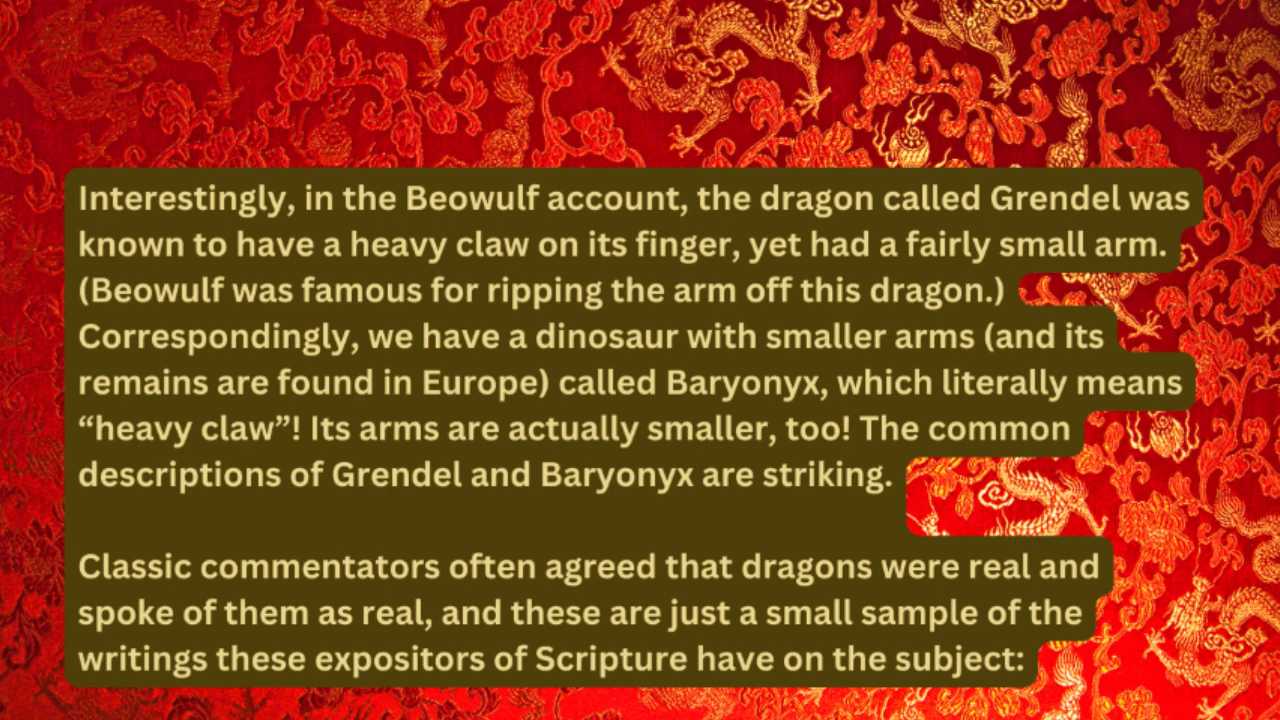 Interestingly, in the Beowulf account, the dragon called Grendel was
known to have a heavy claw on its finger, yet had a fairly small arm.
(Beowulf was famous for ripping the arm off this dragon.)
Correspondingly, we have a dinosaur with smaller arms (and its
remains are found in Europe) called Baryonyx, which literally means
“heavy claw”! Its arms are actually smaller, too! The common
descriptions of Grendel and Baryonyx are striking.
Classic commentators often agreed that dragons were real and
spoke of them as real, and these are just a small sample of the
writings these expositors of Scripture have on the subject: